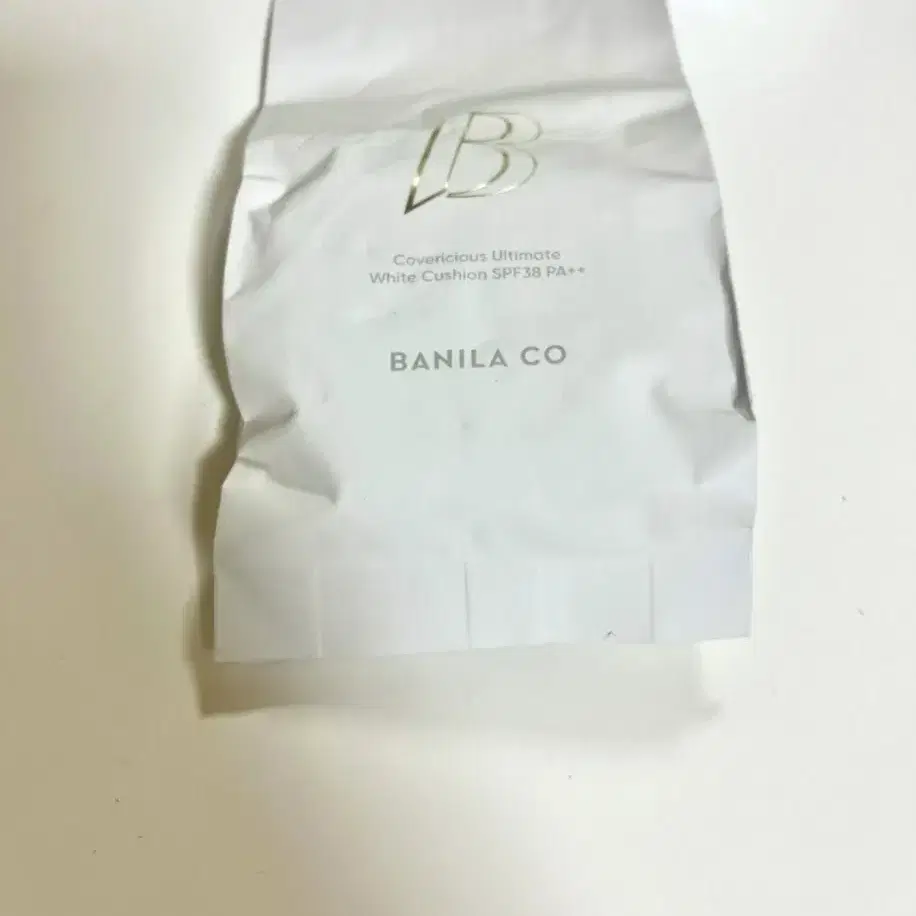 B
Covericious Ultimate
White Cushion SPF38 PA++
BANILA CO